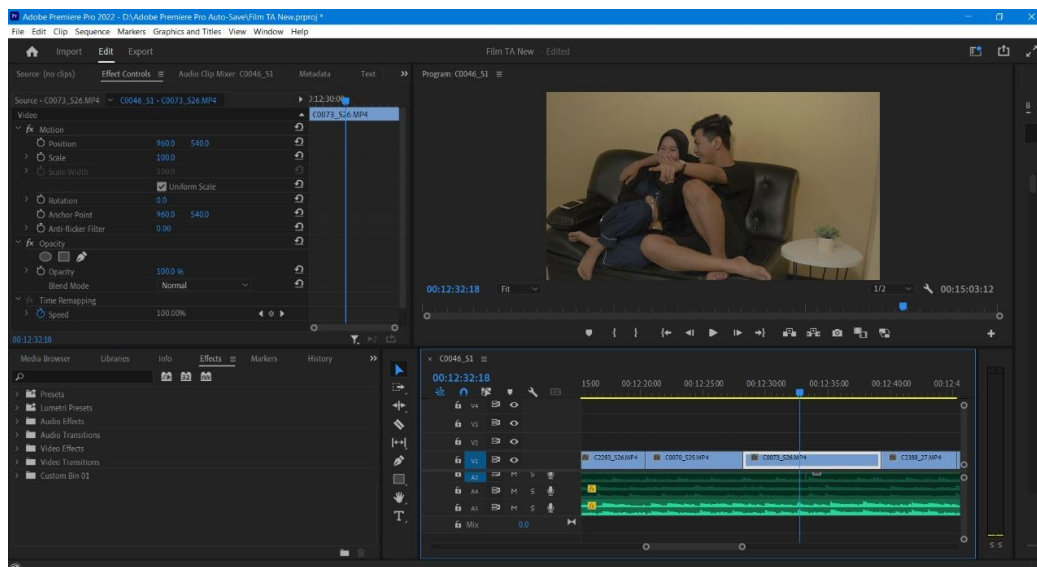 Adobe Premiere Pro 2022 - D:\Adobe Premiere Pro Auto-Save\Film TA New.prproj *
File Edit Clip Sequence Markers Graphics and Titles View Window Help
Import Edit Export
Film TA New - Edited
Source: (no clips) Effect Controls Audio Clip Mixer: C0046_S1 Metadata Text
Program: C0046_S1
Source - C0073_S26.MP4 C0046_S1 - C0073_S26.MP4
12:30:00
Video
C0073_S26.MP4
fx Motion
Position 960.0 540.0
Scale 100.0
Scale Width 100.0
Uniform Scale
Rotation 0.0
Anchor Point 960.0 540.0
Anti-flicker Filter 0.00
fx Opacity
Opacity 100.0 %
Blend Mode Normal
fx Time Remapping
Speed 100.00%
00:12:32:18
00:12:32:18 Fit 1/2 00:15:03:12
Media Browser Libraries Info Effects Markers History
Presets
Lumetri Presets
Audio Effects
Audio Transitions
Video Effects
Video Transitions
Custom Bin 01
C0046_S1
00:12:32:18
15:00 00:12:20:00 00:12:25:00 00:12:30:00 00:12:35:00 00:12:40:00 00:12:4
V4
V3
V2
V1
C2283_S26.MP4 C0070_S25.MP4 C0073_S26.MP4 C2388_27.MP4
A3 M S
A4 M S
A5 M S
Mix 0.0
S S